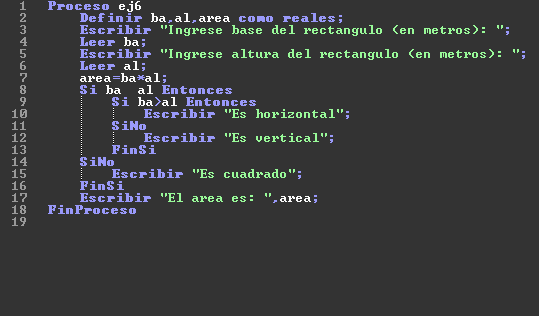 1 Proceso ej6
2 Definir ba,al,area como reales;
3 Escribir "Ingrese base del rectangulo (en metros): ";
4 Leer ba;
5 Escribir "Ingrese altura del rectangulo (en metros): ";
6 Leer al;
7 area=ba*al;
8 Si ba al Entonces
9 Si ba>al Entonces
10 Escribir "Es horizontal";
11 SiNo
12 Escribir "Es vertical";
13 FinSi
14 SiNo
15 Escribir "Es cuadrado";
16 FinSi
17 Escribir "El area es: ",area;
18 FinProceso
19